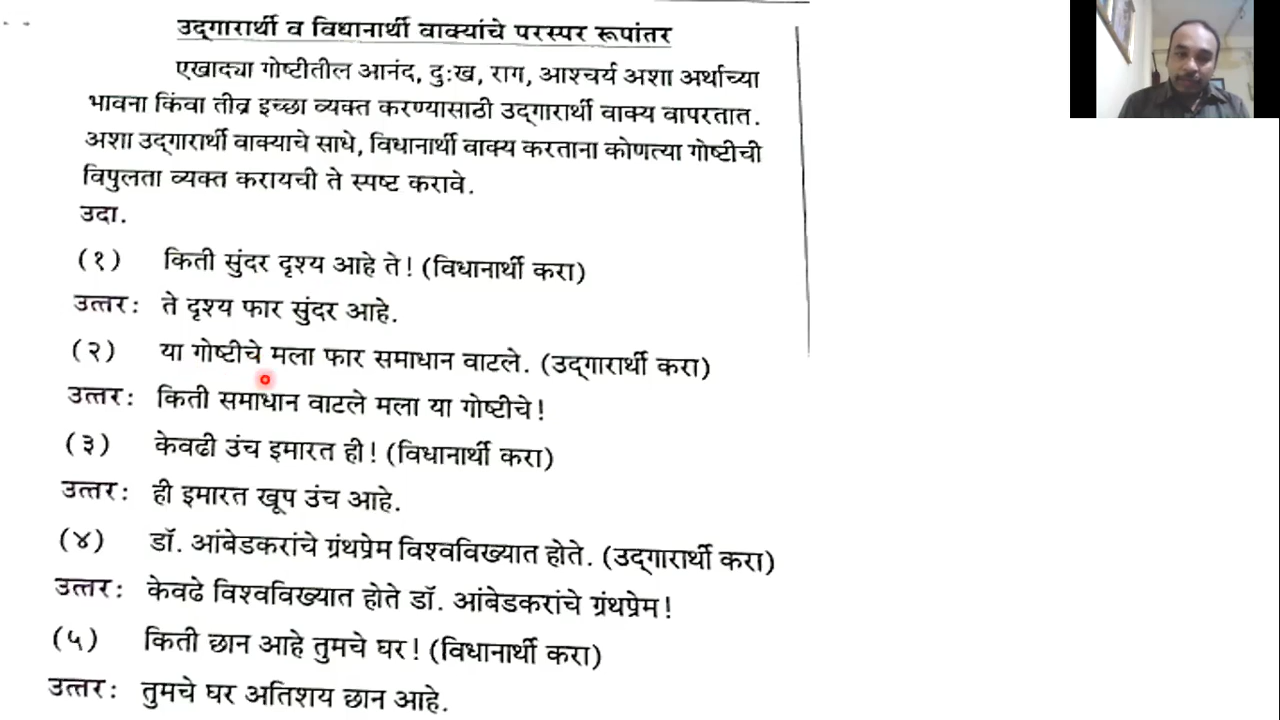 उद्‌गारार्थी व विधानार्थी वाक्यांचे परस्पर रूपांतर
एखाद्या गोष्टीतील आनंद, दुःख, राग, आश्चर्य अशा अर्थाच्या
भावना किंवा तीव्र इच्छा व्यक्त करण्यासाठी उद्‌गारार्थी वाक्य वापरतात.
अशा उद्‌गारार्थी वाक्याचे साधे, विधानार्थी वाक्य करताना कोणत्या गोष्टीची
विपुलता व्यक्त करायची ते स्पष्ट करावे.
उदा.
(१) किती सुंदर दृश्य आहे ते! (विधानार्थी करा)
उत्तर: ते दृश्य फार सुंदर आहे.
(२) या गोष्टीचे मला फार समाधान वाटले. (उद्‌गारार्थी करा)
उत्तर: किती समाधान वाटले मला या गोष्टीचे!
(३) केवढी उंच इमारत ही! (विधानार्थी करा)
उत्तर: ही इमारत खूप उंच आहे.
(४) डॉ. आंबेडकरांचे ग्रंथप्रेम विश्वविख्यात होते. (उद्‌गारार्थी करा)
उत्तर: केवढे विश्वविख्यात होते डॉ. आंबेडकरांचे ग्रंथप्रेम!
(५) किती छान आहे तुमचे घर! (विधानार्थी करा)
उत्तर: तुमचे घर अतिशय छान आहे.